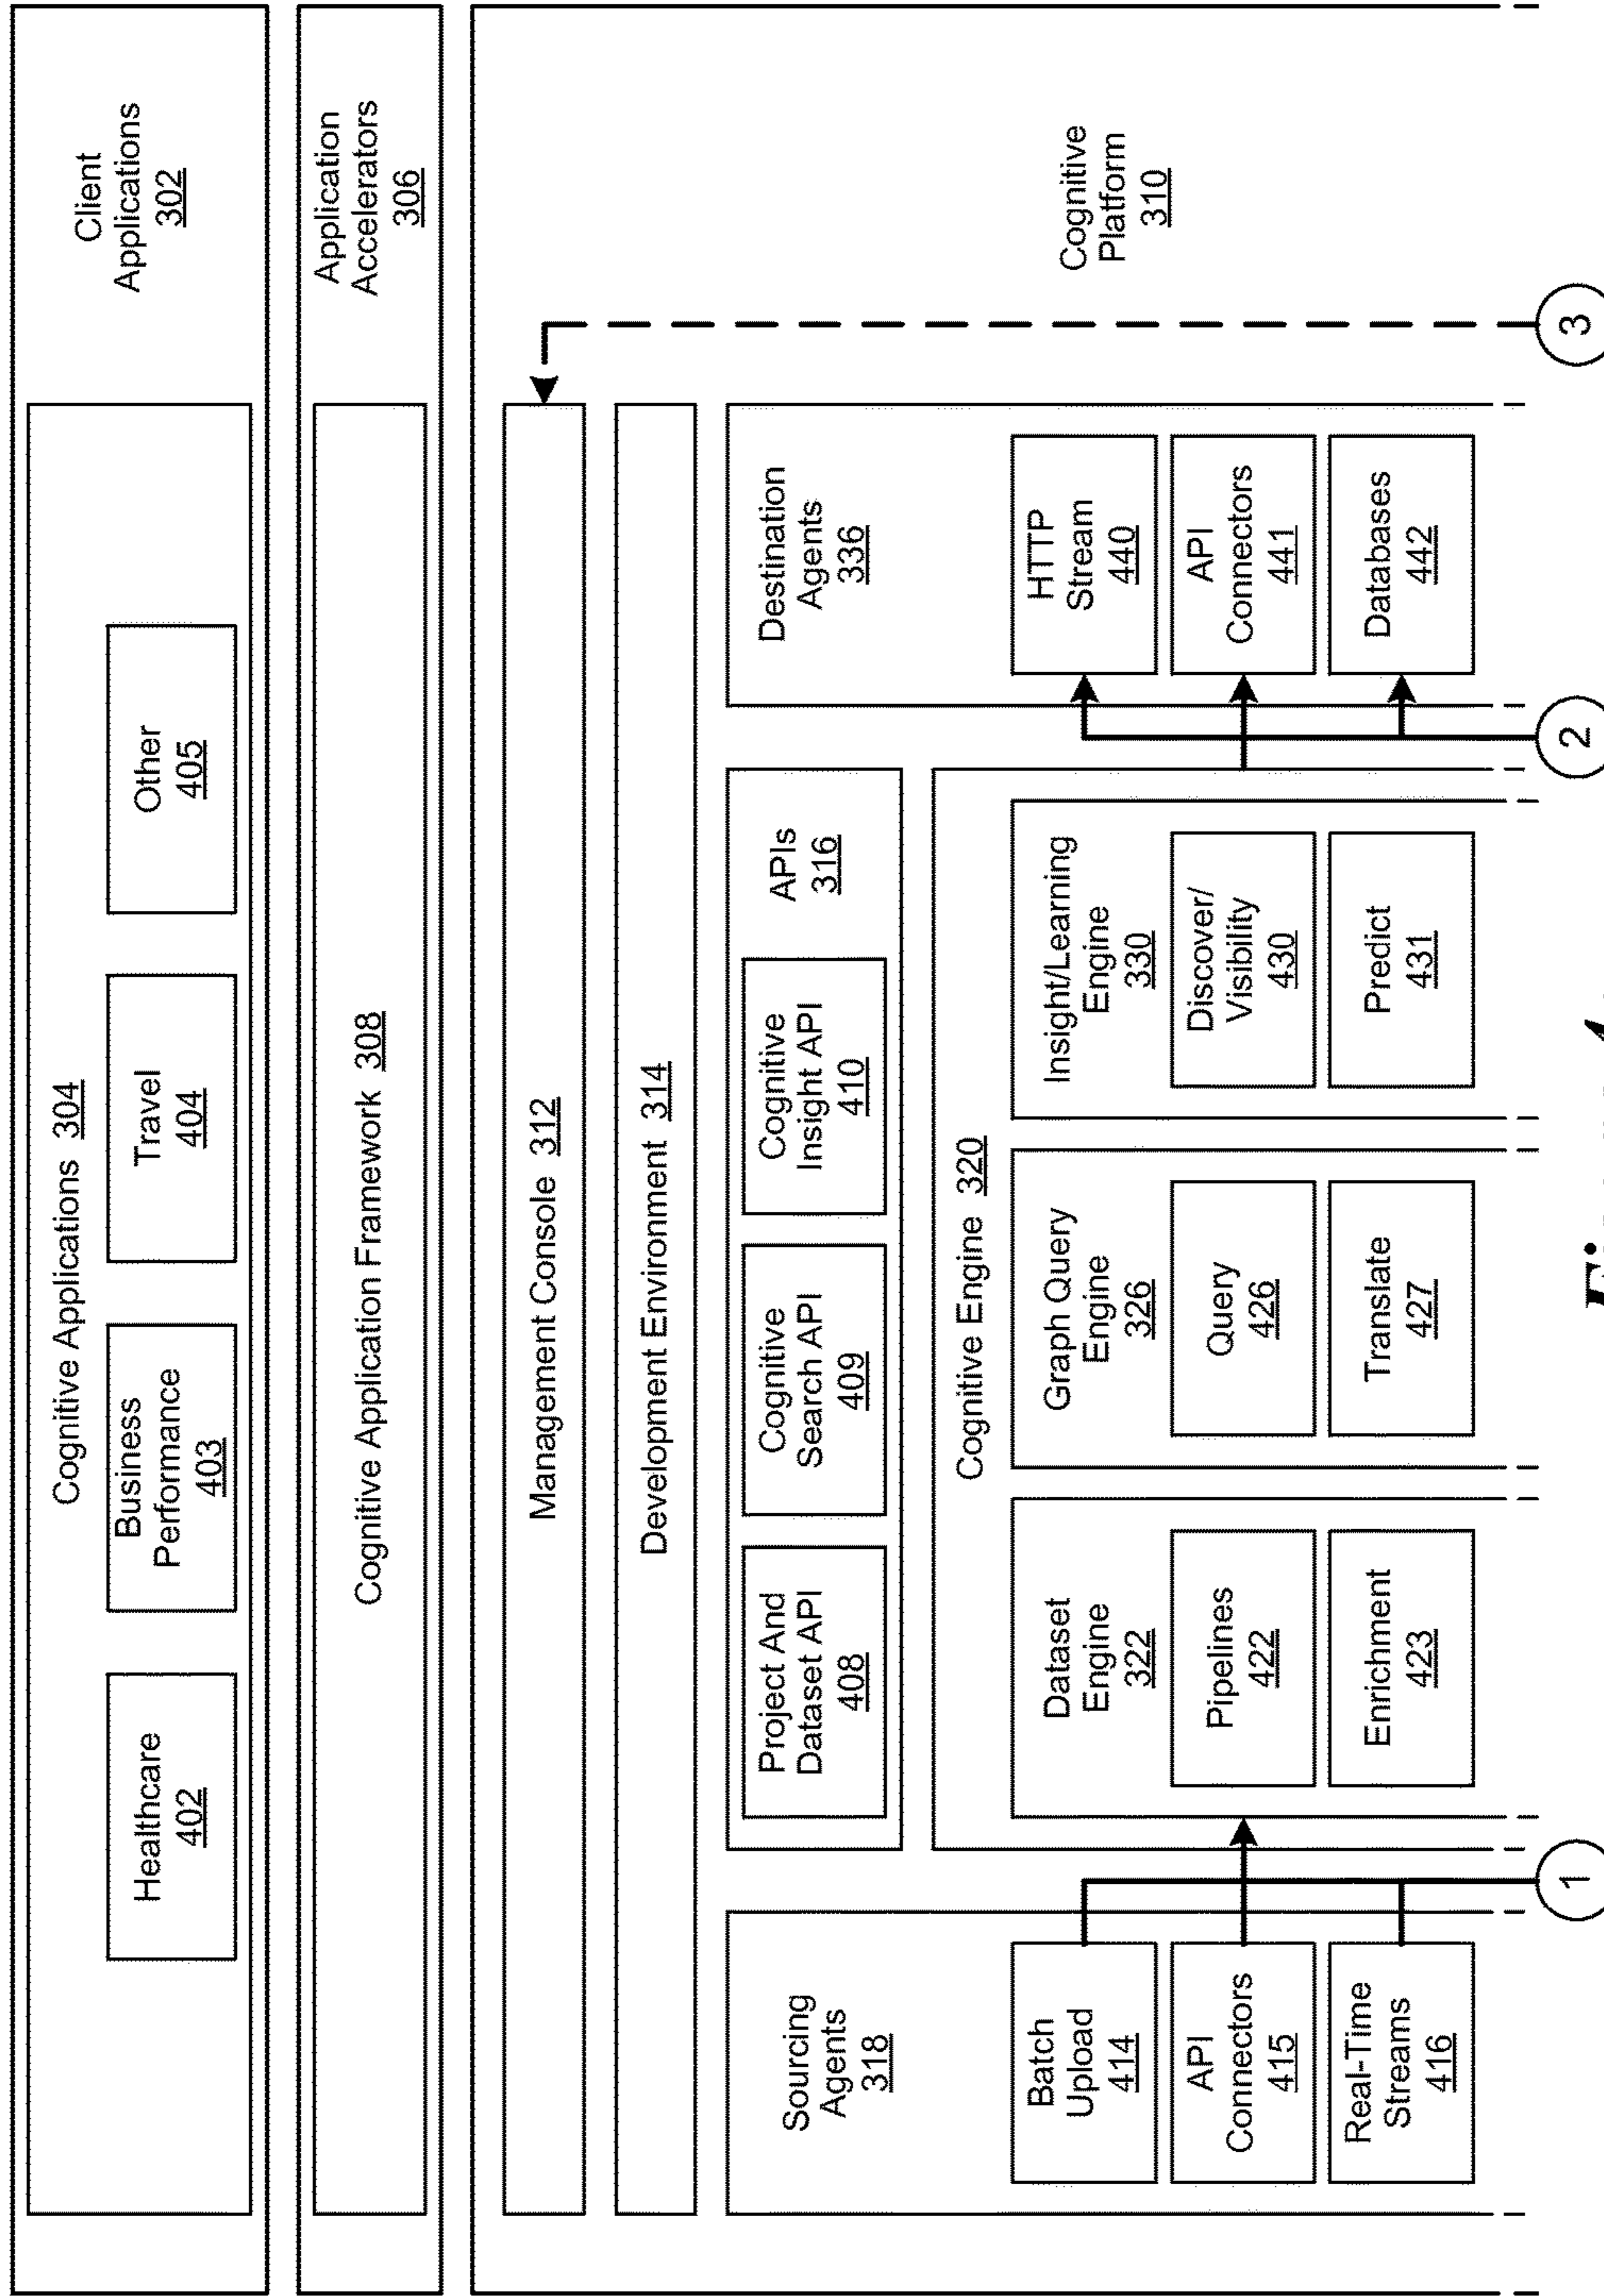 Cognitive Applications 304
Client
Applications
302
Healthcare
402
Business
Performance
403
Travel
404
Other
405
Cognitive Application Framework 308
Application
Accelerators
306
Management Console 312
Development Environment 314
Cognitive
Platform
310
Sourcing
Agents
318
Batch
Upload
414
API
Connectors
415
Real-Time
Streams
416
Project And
Dataset API
408
Cognitive
Search API
409
Cognitive
Insight API
410
APIs
316
Cognitive Engine 320
Dataset
Engine
322
Pipelines
422
Enrichment
423
Graph Query
Engine
326
Query
426
Translate
427
Insight/Learning
Engine
330
Discover/
Visibility
430
Predict
431
Destination
Agents
336
HTTP
Stream
440
API
Connectors
441
Databases
442
1
2
3